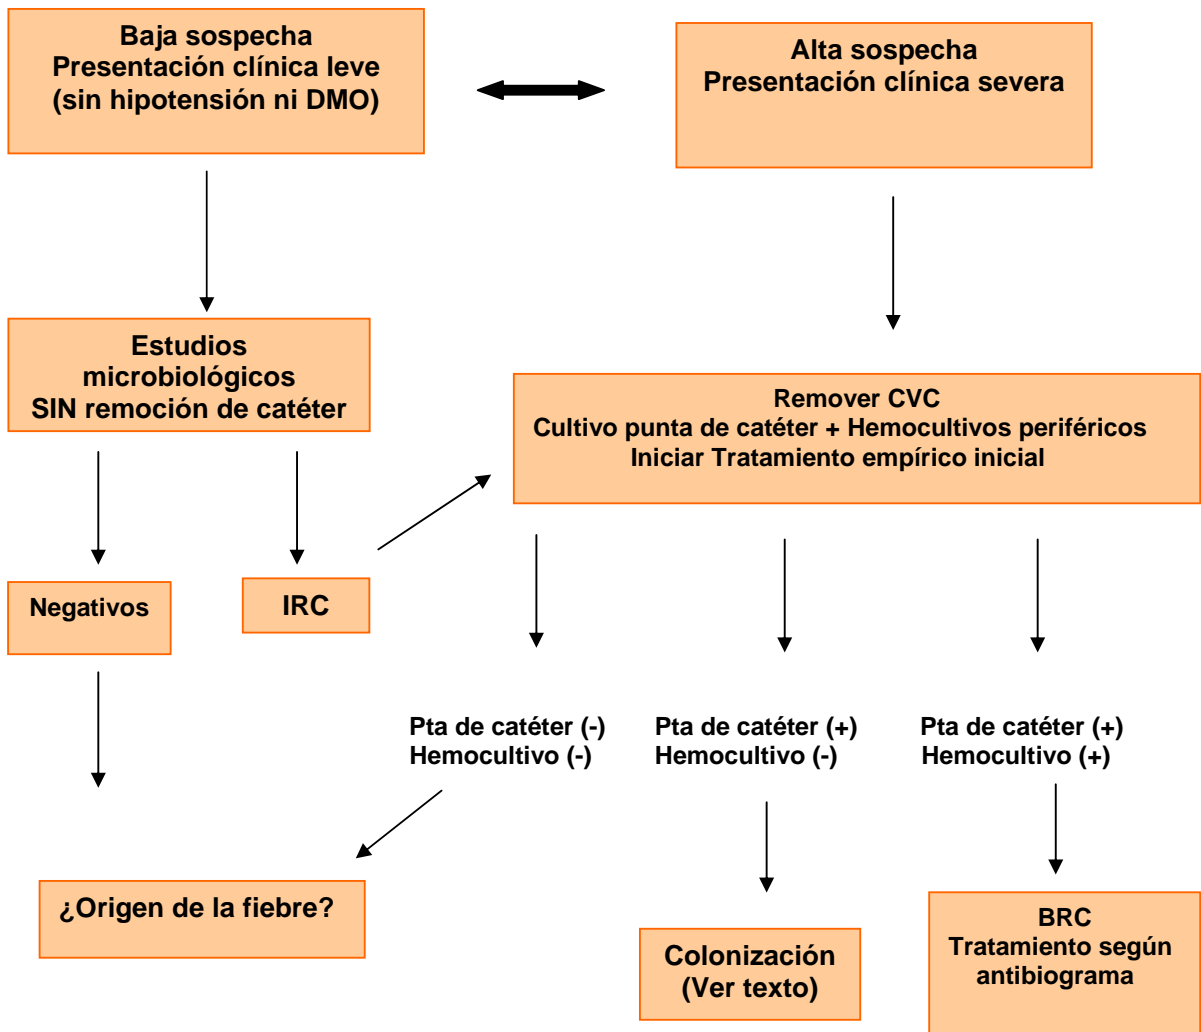 Baja sospecha
Presentación clínica leve
(sin hipotensión ni DMO)
Alta sospecha
Presentación clínica severa
Estudios
microbiológicos
SIN remoción de catéter
Remover CVC
Cultivo punta de catéter + Hemocultivos periféricos
Iniciar Tratamiento empírico inicial
Negativos
IRC
Pta de catéter (-)
Hemocultivo (-)
Pta de catéter (+)
Hemocultivo (-)
Pta de catéter (+)
Hemocultivo (+)
¿Origen de la fiebre?
Colonización
(Ver texto)
BRC
Tratamiento según
antibiograma